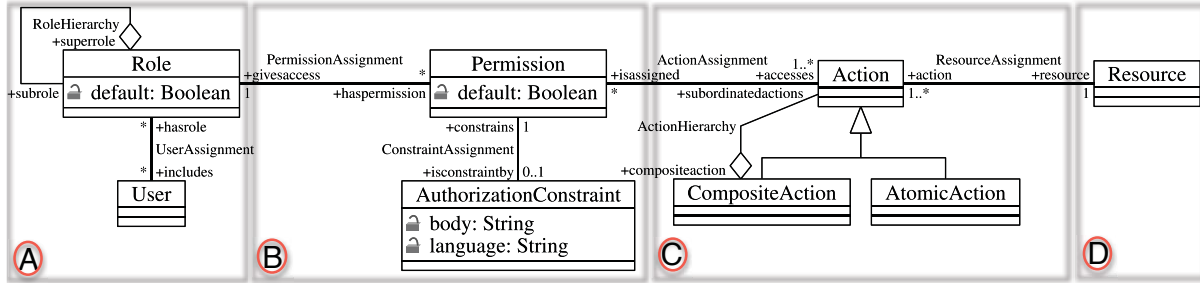 RoleHierarchy
+superrole
Role
default: Boolean
+subrole
* +hasrole
UserAssignment
* +includes
User
A
PermissionAssignment
+givesaccess *
1 +haspermission
Permission
default: Boolean
+constrains 1
ConstraintAssignment
+isconstraintby 0..1
AuthorizationConstraint
body: String
language: String
B
ActionAssignment 1..*
+isassigned +accesses
* +subordinatedactions
Action
ActionHierarchy
+compositeaction
CompositeAction
AtomicAction
C
ResourceAssignment
+action +resource
1..* 1
Resource
D